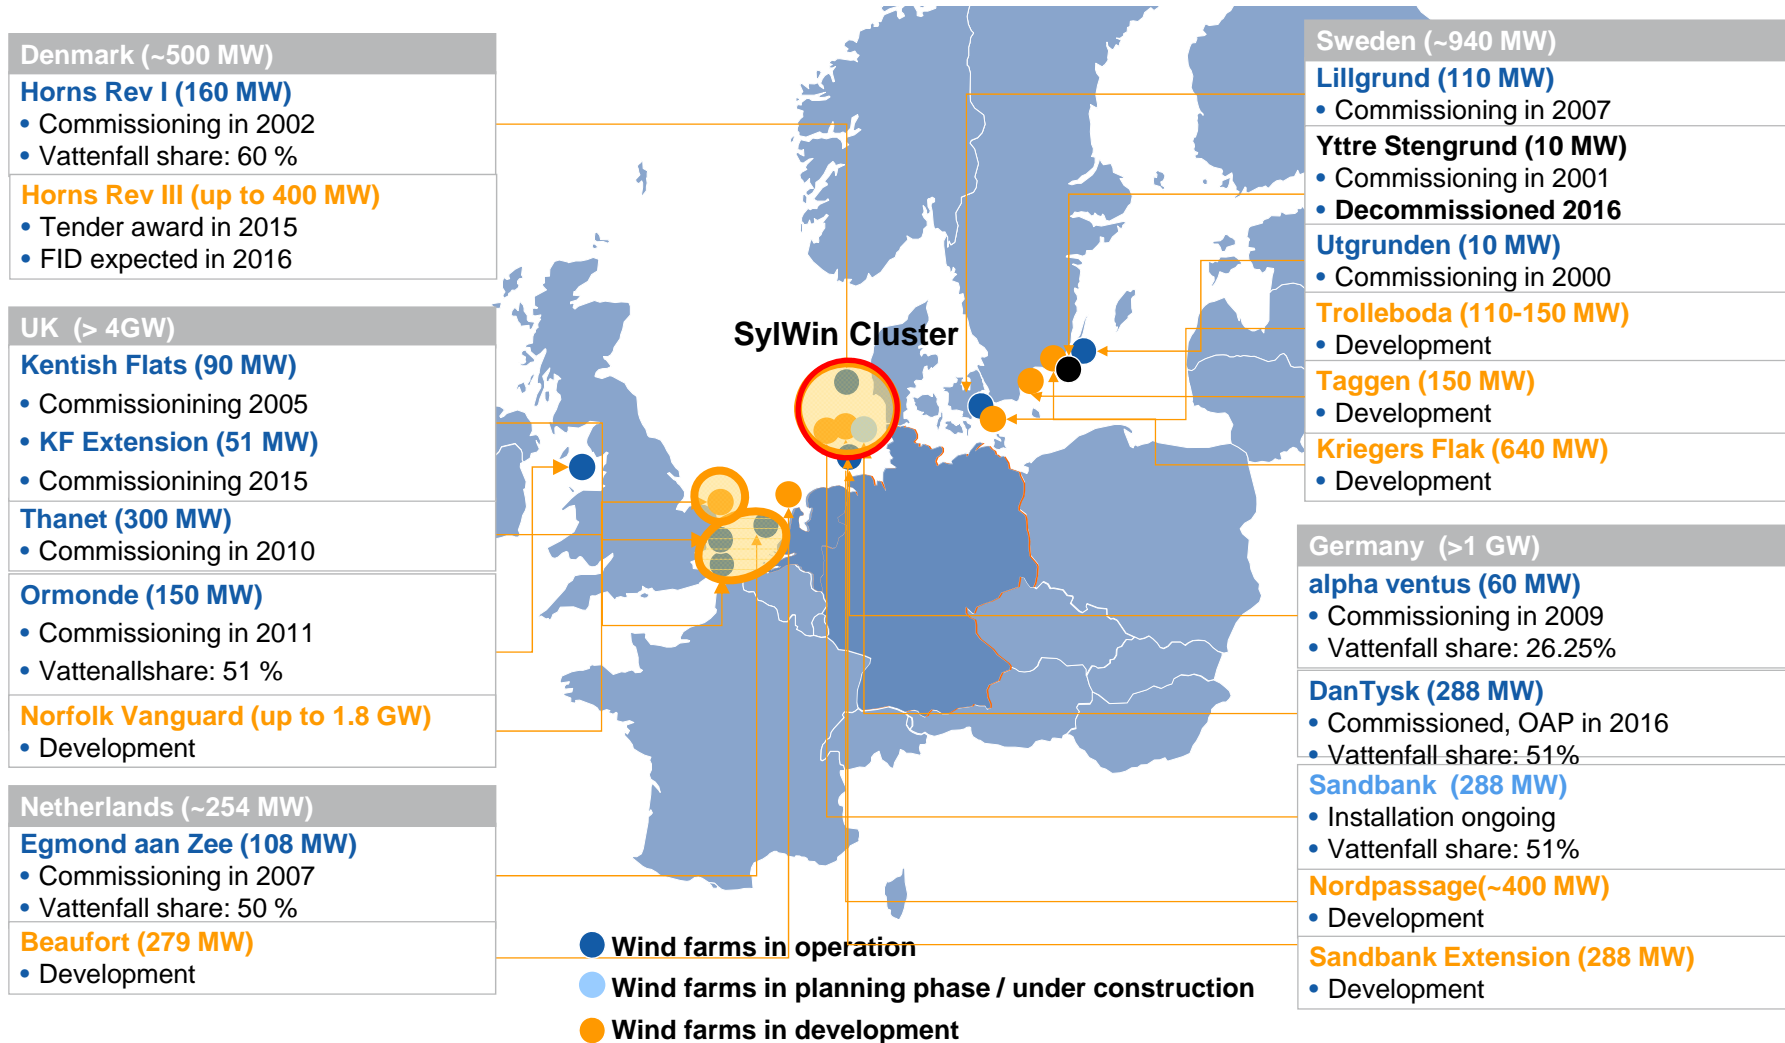 Denmark (~500 MW)
Horns Rev I (160 MW)
• Commissioning in 2002
• Vattenfall share: 60 %
Horns Rev III (up to 400 MW)
• Tender award in 2015
• FID expected in 2016
UK (> 4GW)
Kentish Flats (90 MW)
• Commissionining 2005
• KF Extension (51 MW)
• Commissionining 2015
Thanet (300 MW)
• Commissioning in 2010
Ormonde (150 MW)
• Commissioning in 2011
• Vattenallshare: 51 %
Norfolk Vanguard (up to 1.8 GW)
• Development
Netherlands (~254 MW)
Egmond aan Zee (108 MW)
• Commissioning in 2007
• Vattenfall share: 50 %
Beaufort (279 MW)
• Development
SylWin Cluster
Wind farms in operation
Wind farms in planning phase / under construction
Wind farms in development
Sweden (~940 MW)
Lillgrund (110 MW)
• Commissioning in 2007
Yttre Stengrund (10 MW)
• Commissioning in 2001
• Decommissioned 2016
Utgrunden (10 MW)
• Commissioning in 2000
Trolleboda (110-150 MW)
• Development
Taggen (150 MW)
• Development
Kriegers Flak (640 MW)
• Development
Germany (>1 GW)
alpha ventus (60 MW)
• Commissioning in 2009
• Vattenfall share: 26.25%
DanTysk (288 MW)
• Commissioned, OAP in 2016
• Vattenfall share: 51%
Sandbank (288 MW)
• Installation ongoing
• Vattenfall share: 51%
Nordpassage(~400 MW)
• Development
Sandbank Extension (288 MW)
• Development